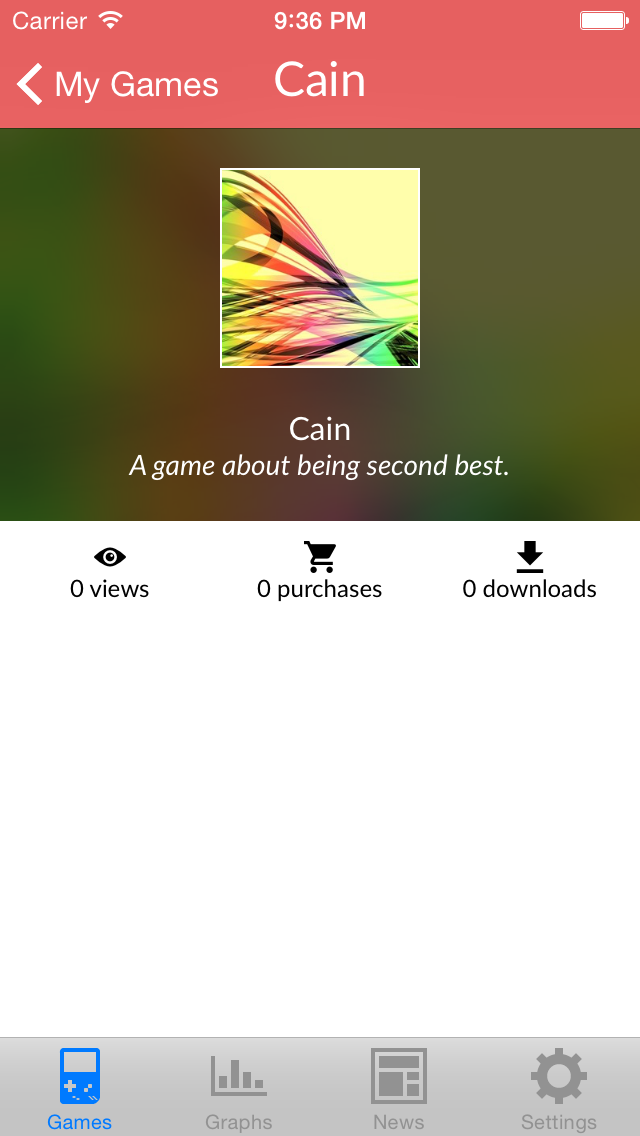 Carrier 9:36 PM
My Games Cain
Cain
A game about being second best.
0 views 0 purchases 0 downloads
Games Graphs News Settings